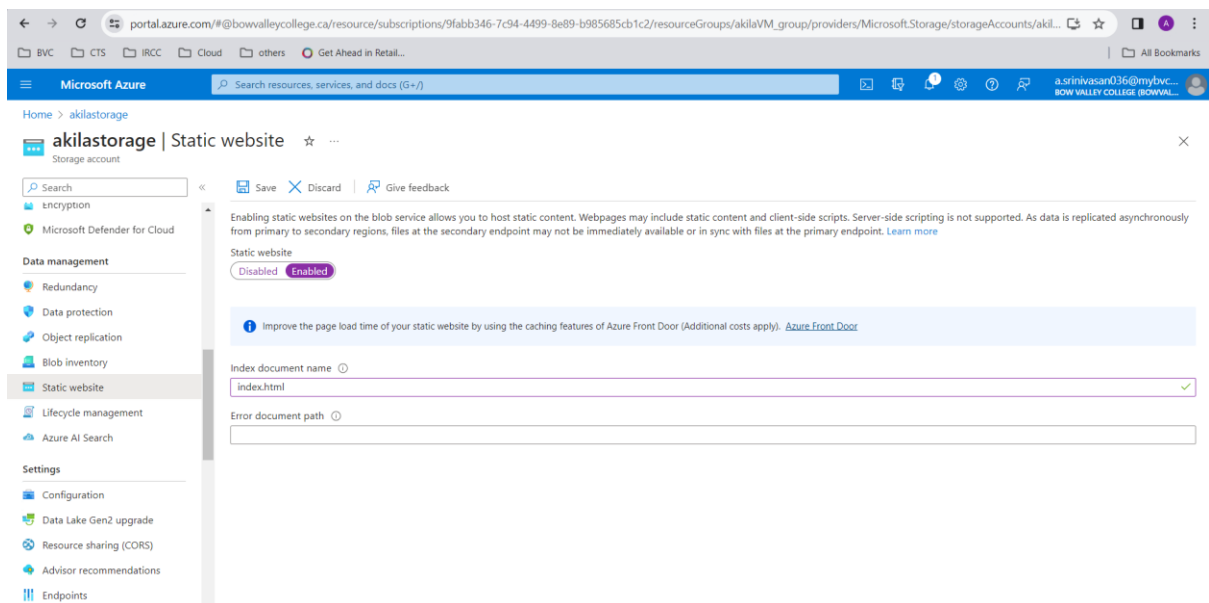 portal.azure.com/#@bowvalleycollege.ca/resource/subscriptions/9fabb346-7c94-4499-8e89-b985685cb1c2/resourceGroups/akilaVM_group/providers/Microsoft.Storage/storageAccounts/akil...
A
BVC CTS IRCC Cloud others Get Ahead in Retail... All Bookmarks
Microsoft Azure Search resources, services, and docs (G+/) 1 a.srinivasan036@mybvc...
BOW VALLEY COLLEGE (BOWVAL...
Home > akilastorage
akilastorage | Static website ...
Storage account
Search « Save Discard Give feedback
Encryption
Microsoft Defender for Cloud
Enabling static websites on the blob service allows you to host static content. Webpages may include static content and client-side scripts. Server-side scripting is not supported. As data is replicated asynchronously
from primary to secondary regions, files at the secondary endpoint may not be immediately available or in sync with files at the primary endpoint. Learn more
Data management
Redundancy
Data protection
Object replication
Blob inventory
Static website
Lifecycle management
Azure AI Search
Settings
Configuration
Data Lake Gen2 upgrade
Resource sharing (CORS)
Advisor recommendations
Endpoints
Static website
Disabled Enabled
Improve the page load time of your static website by using the caching features of Azure Front Door (Additional costs apply). Azure Front Door
Index document name
index.html
Error document path